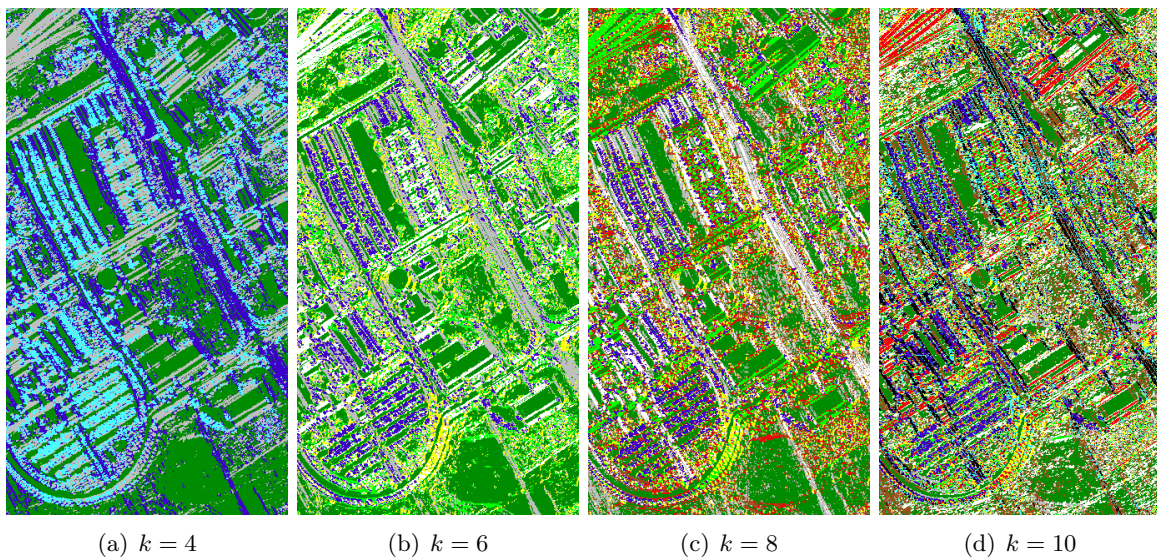 (a) k = 4 (b) k = 6 (c) k = 8 (d) k = 10